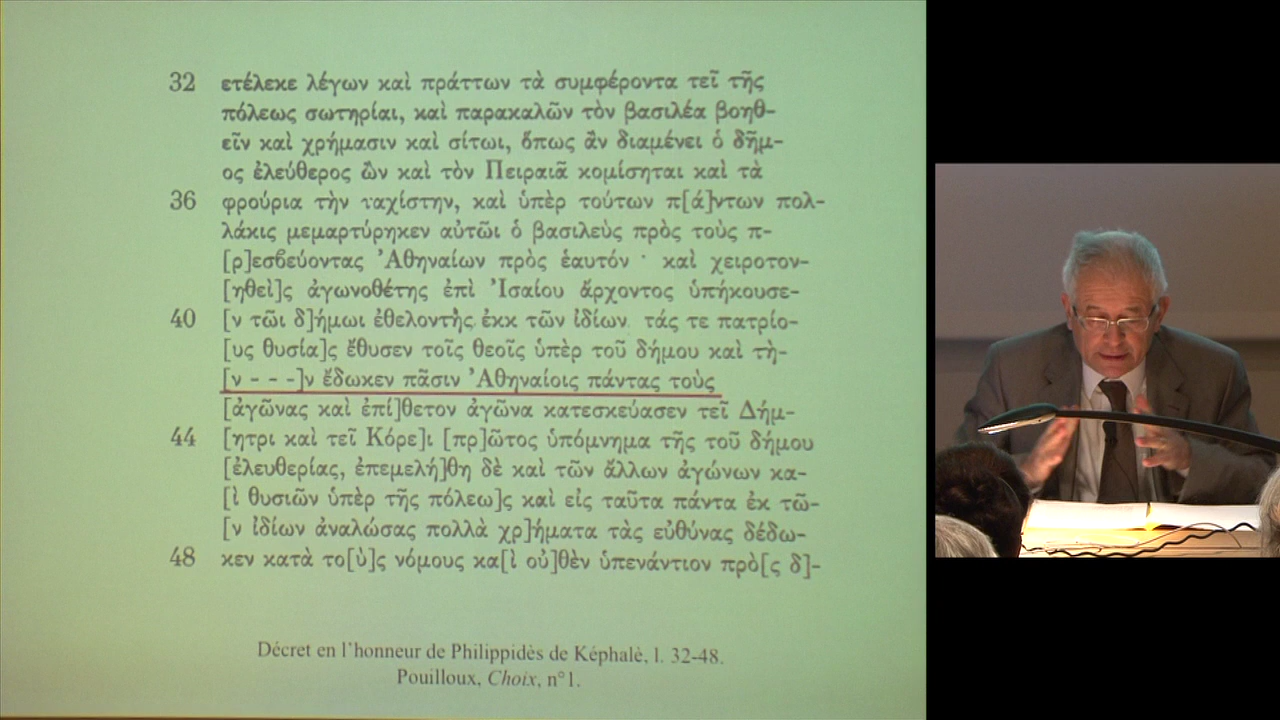 32 ετέλεκε λέγων καὶ πράττων τὰ συμφέροντα τεῖ τῆς
πόλεως σωτηρίαι, καὶ παρακαλῶν τὸν βασιλέα βοηθ-
εῖν καὶ χρήμασιν καὶ σίτωι, ὅπως ἂν διαμένει ὁ δῆμ-
ος ἐλεύθερος ὢν καὶ τὸν Πειραιᾶ κομίσηται καὶ τὰ
36 φρούρια τὴν ταχίστην, καὶ ὑπὲρ τούτων π[ά]ντων πολ-
λάκις μεμαρτύρηκεν αὐτῶι ὁ βασιλεὺς πρὸς τοὺς π-
[ρ]εσβεύοντας Ἀθηναίων πρὸς ἑαυτόν · καὶ χειροτον-
[ηθεὶ]ς ἀγωνοθέτης ἐπὶ Ἰσαίου ἄρχοντος ὑπήκουσε-
40 [ν τῶι δ]ήμωι ἐθελοντὴς ἐκκ τῶν ἰδίων τάς τε πατρίο-
[υς θυσία]ς ἔθυσεν τοῖς θεοῖς ὑπὲρ τοῦ δήμου καὶ τὴ-
[ν - - -]ν ἔδωκεν πᾶσιν Ἀθηναίοις πάντας τοὺς
[ἀγῶνας καὶ ἐπί]θετον ἀγῶνα κατεσκεύασεν τεῖ Δήμ-
44 [ητρι καὶ τεῖ Κόρε]ι [πρ]ῶτος ὑπόμνημα τῆς τοῦ δήμου
[ἐλευθερίας, ἐπεμελή]θη δὲ καὶ τῶν ἄλλων ἀγώνων κα-
[ὶ θυσιῶν ὑπὲρ τῆς πόλεω]ς καὶ εἰς ταῦτα πάντα ἐκ τῶ-
[ν ἰδίων ἀναλώσας πολλὰ χρ]ήματα τὰς εὐθύνας δέδω-
48 κεν κατὰ το[ὺ]ς νόμους κα[ὶ οὐ]θὲν ὑπενάντιον πρὸ[ς δ]-
Décret en l'honneur de Philippidès de Képhalè, l. 32-48.
Pouilloux, Choix, n°1.